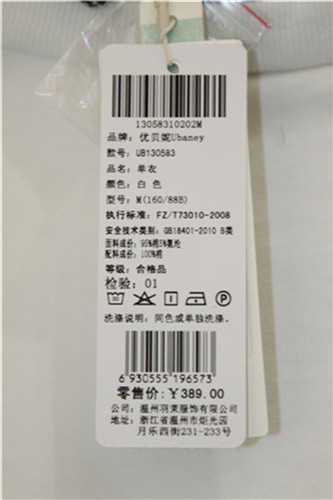 13058310202M
品牌：优贝妮Ubaney
款号：UB130583
品名：单衣
颜色：白色
型号：M(160/88B)
执行标准：FZ/T73010-2008
安全技术类别：GB18401-2010 B类
面料成份：95%棉5%氨纶
配料成份：100%棉
等级：合格品
检验：01
洗涤说明：同色或单独洗涤。
6 930555 196573
零售价：¥389.00
公司：温州羽束服饰有限公司
地址：浙江省温州市炬光园
月乐西街231-233号